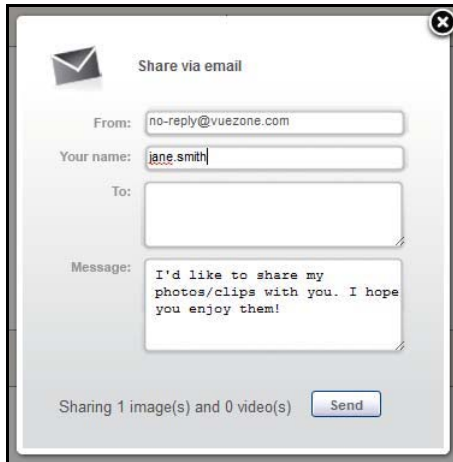 Share via email
From: no-reply@vuezone.com
Your name: jane.smith
To:
Message: I'd like to share my
photos/clips with you. I hope
you enjoy them!
Sharing 1 image(s) and 0 video(s) Send